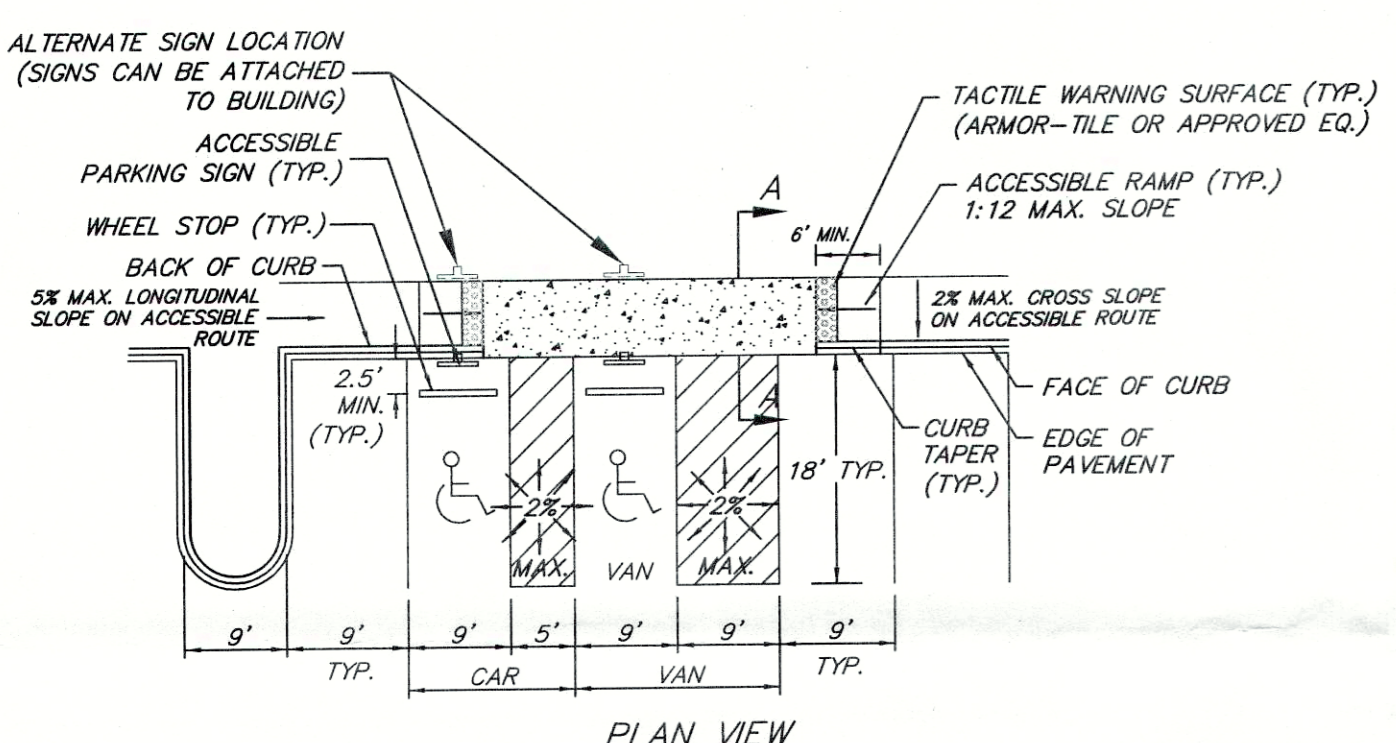 ALTERNATE SIGN LOCATION
(SIGNS CAN BE ATTACHED
TO BUILDING)
ACCESSIBLE
PARKING SIGN (TYP.)
WHEEL STOP (TYP.)
BACK OF CURB
5% MAX. LONGITUDINAL
SLOPE ON ACCESSIBLE
ROUTE
TACTILE WARNING SURFACE (TYP.)
(ARMOR-TILE OR APPROVED EQ.)
A
ACCESSIBLE RAMP (TYP.)
1:12 MAX. SLOPE
6' MIN.
2% MAX. CROSS SLOPE
ON ACCESSIBLE ROUTE
2.5'
MIN.
(TYP.)
A
FACE OF CURB
CURB
TAPER
(TYP.)
EDGE OF
PAVEMENT
18' TYP.
2%
2%
MAX.
VAN
MAX.
9'
9'
9'
5'
9'
9'
9'
TYP.
CAR
VAN
TYP.
PLAN VIEW